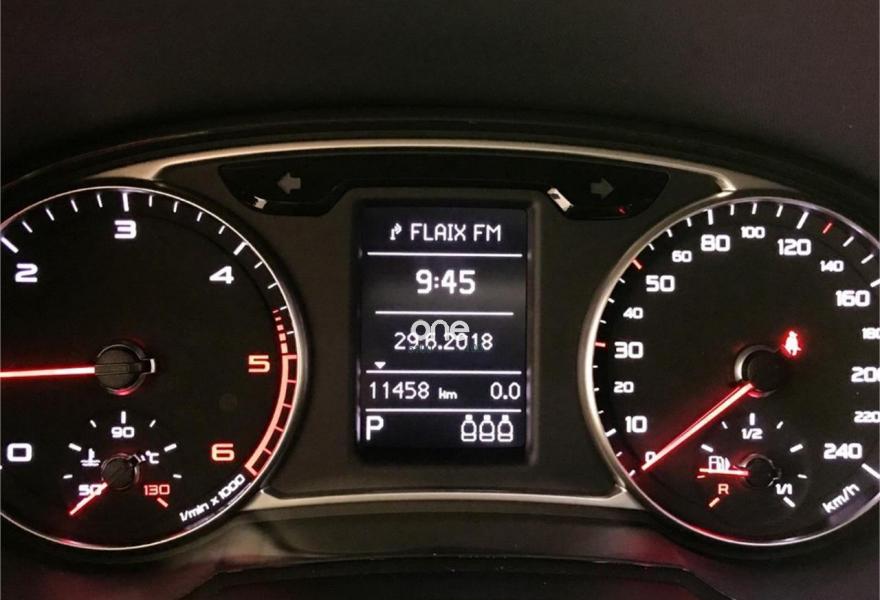 FLAIX FM
9:45
one
29.6.2018
11458 km 0.0
P
0 2 3 4 5 6
50 90 130 °C
1/min x 1000
0 10 20 30 40 50 60 80 100 120 140 160 180 200 220 240
km/h
R 1/2 1/1